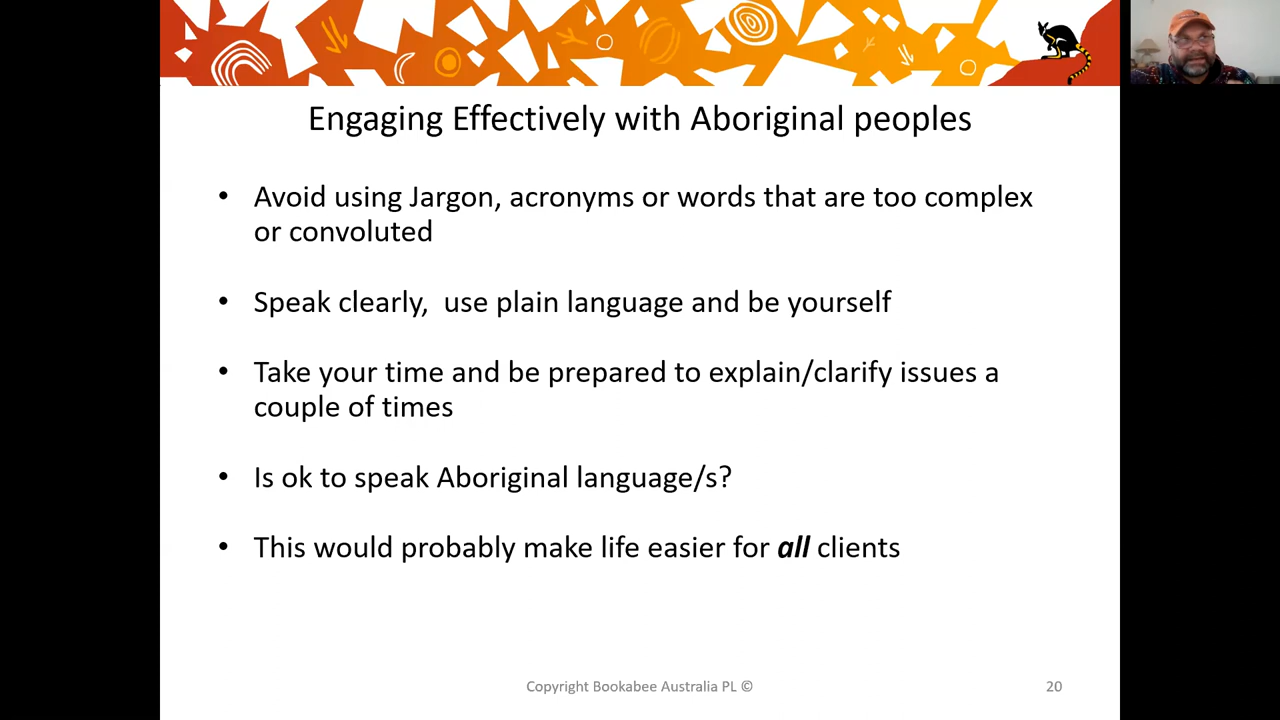 Engaging Effectively with Aboriginal peoples
• Avoid using Jargon, acronyms or words that are too complex
or convoluted
• Speak clearly,  use plain language and be yourself
• Take your time and be prepared to explain/clarify issues a
couple of times
• Is ok to speak Aboriginal language/s?
• This would probably make life easier for all clients
Copyright Bookabee Australia PL ©
20